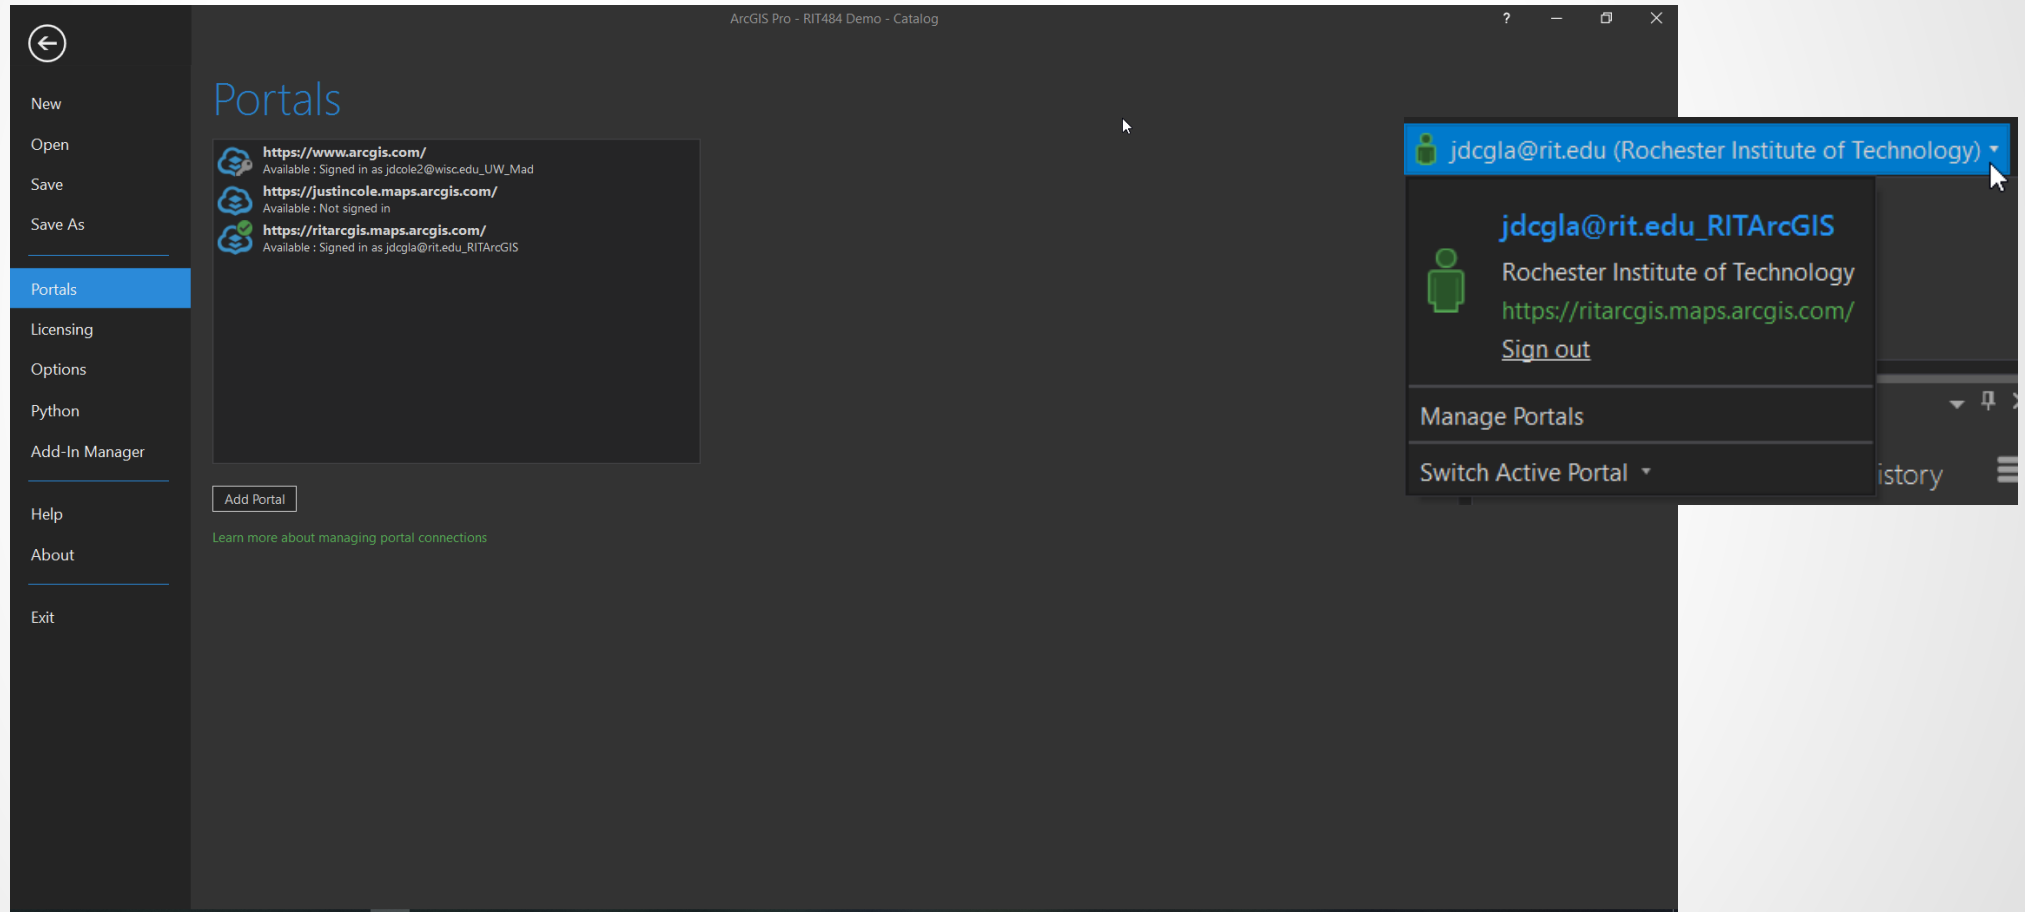 ArcGIS Pro - RIT484 Demo - Catalog
?
New
Open
Save
Save As
Portals
Licensing
Options
Python
Add-In Manager
Help
About
Exit
Portals
https://www.arcgis.com/
Available : Signed in as jdcole2@wisc.edu_UW_Mad
https://justincole.maps.arcgis.com/
Available : Not signed in
https://ritarcgis.maps.arcgis.com/
Available : Signed in as jdcgla@rit.edu_RITArcGIS
Add Portal
Learn more about managing portal connections
jdcgla@rit.edu (Rochester Institute of Technology)
jdcgla@rit.edu_RITArcGIS
Rochester Institute of Technology
https://ritarcgis.maps.arcgis.com/
Sign out
Manage Portals
Switch Active Portal
istory